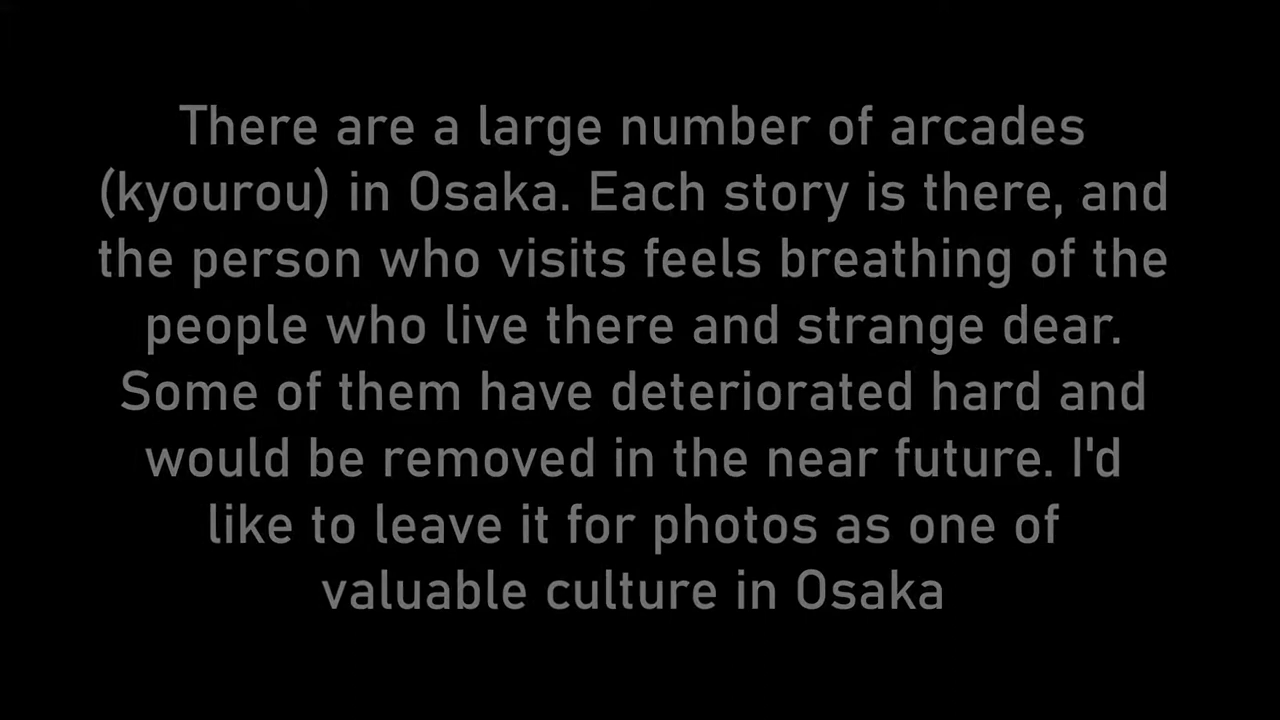 There are a large number of arcades
(kyourou) in Osaka. Each story is there, and
the person who visits feels breathing of the
people who live there and strange dear.
Some of them have deteriorated hard and
would be removed in the near future. I'd
like to leave it for photos as one of
valuable culture in Osaka